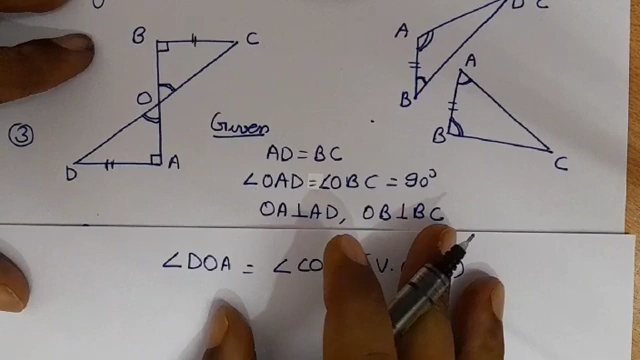 ③
B
C
O
D
A
A
B
D C
A
B
C
Given
AD = BC
∠OAD = ∠OBC = 90°
OA ⊥ AD, OB ⊥ BC
∠DOA = ∠CO